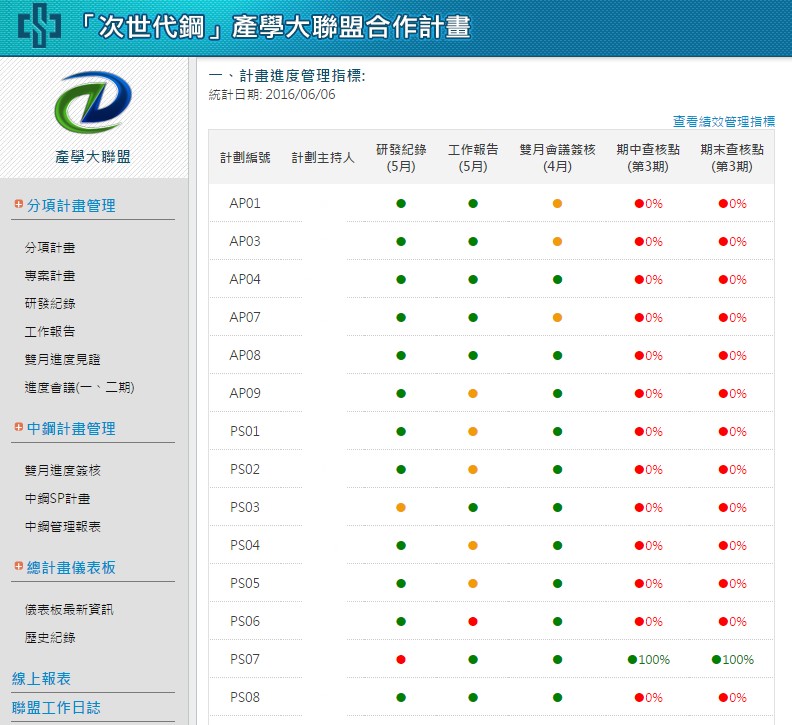 「次世代鋼」產學大聯盟合作計畫
產學大聯盟
分項計畫管理
分項計畫
專案計畫
研發紀錄
工作報告
雙月進度見證
進度會議(一、二期)
中鋼計畫管理
雙月進度簽核
中鋼SP計畫
中鋼管理報表
總計畫儀表板
儀表板最新資訊
歷史紀錄
線上報表
聯盟工作日誌
一、計畫進度管理指標:
統計日期: 2016/06/06
查看績效管理指標
計劃編號 計劃主持人 研發紀錄 (5月) 工作報告 (5月) 雙月會議簽核 (4月) 期中查核點 (第3期) 期末查核點 (第3期)
AP01 0% 0%
AP03 0% 0%
AP04 0% 0%
AP07 0% 0%
AP08 0% 0%
AP09 0% 0%
PS01 0% 0%
PS02 0% 0%
PS03 0% 0%
PS04 0% 0%
PS05 0% 0%
PS06 0% 0%
PS07 100% 100%
PS08 0% 0%